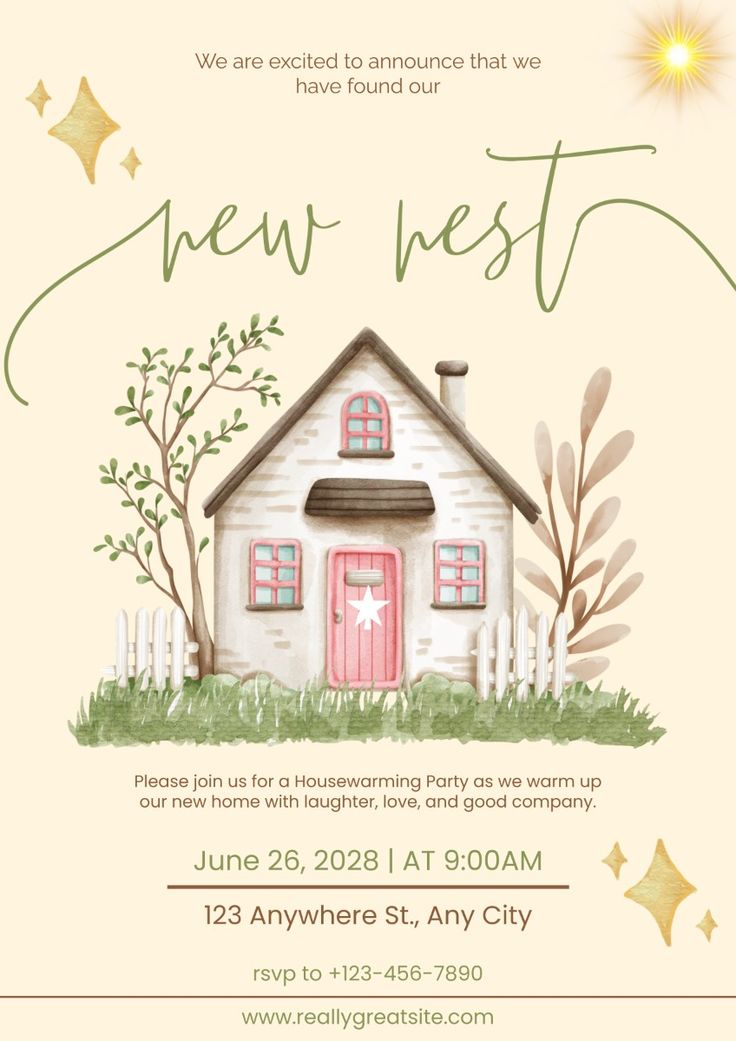 We are excited to announce that we
have found our
new nest
Please join us for a Housewarming Party as we warm up
our new home with laughter, love, and good company.
June 26, 2028 | AT 9:00AM
123 Anywhere St., Any City
rsvp to +123-456-7890
www.reallygreatsite.com